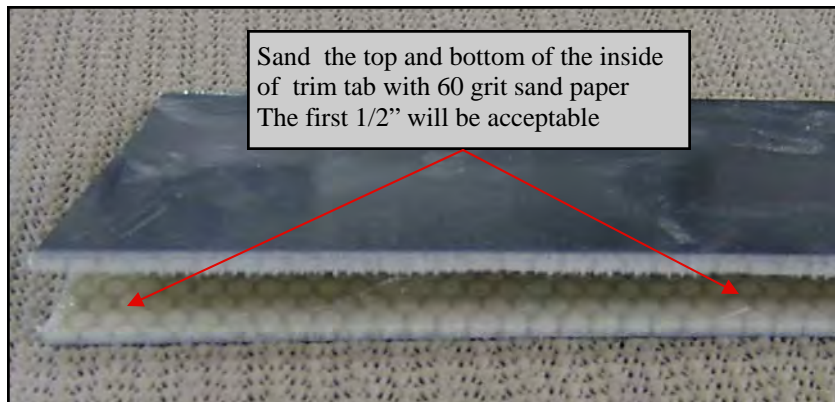 Sand the top and bottom of the inside
of trim tab with 60 grit sand paper
The first 1/2” will be acceptable